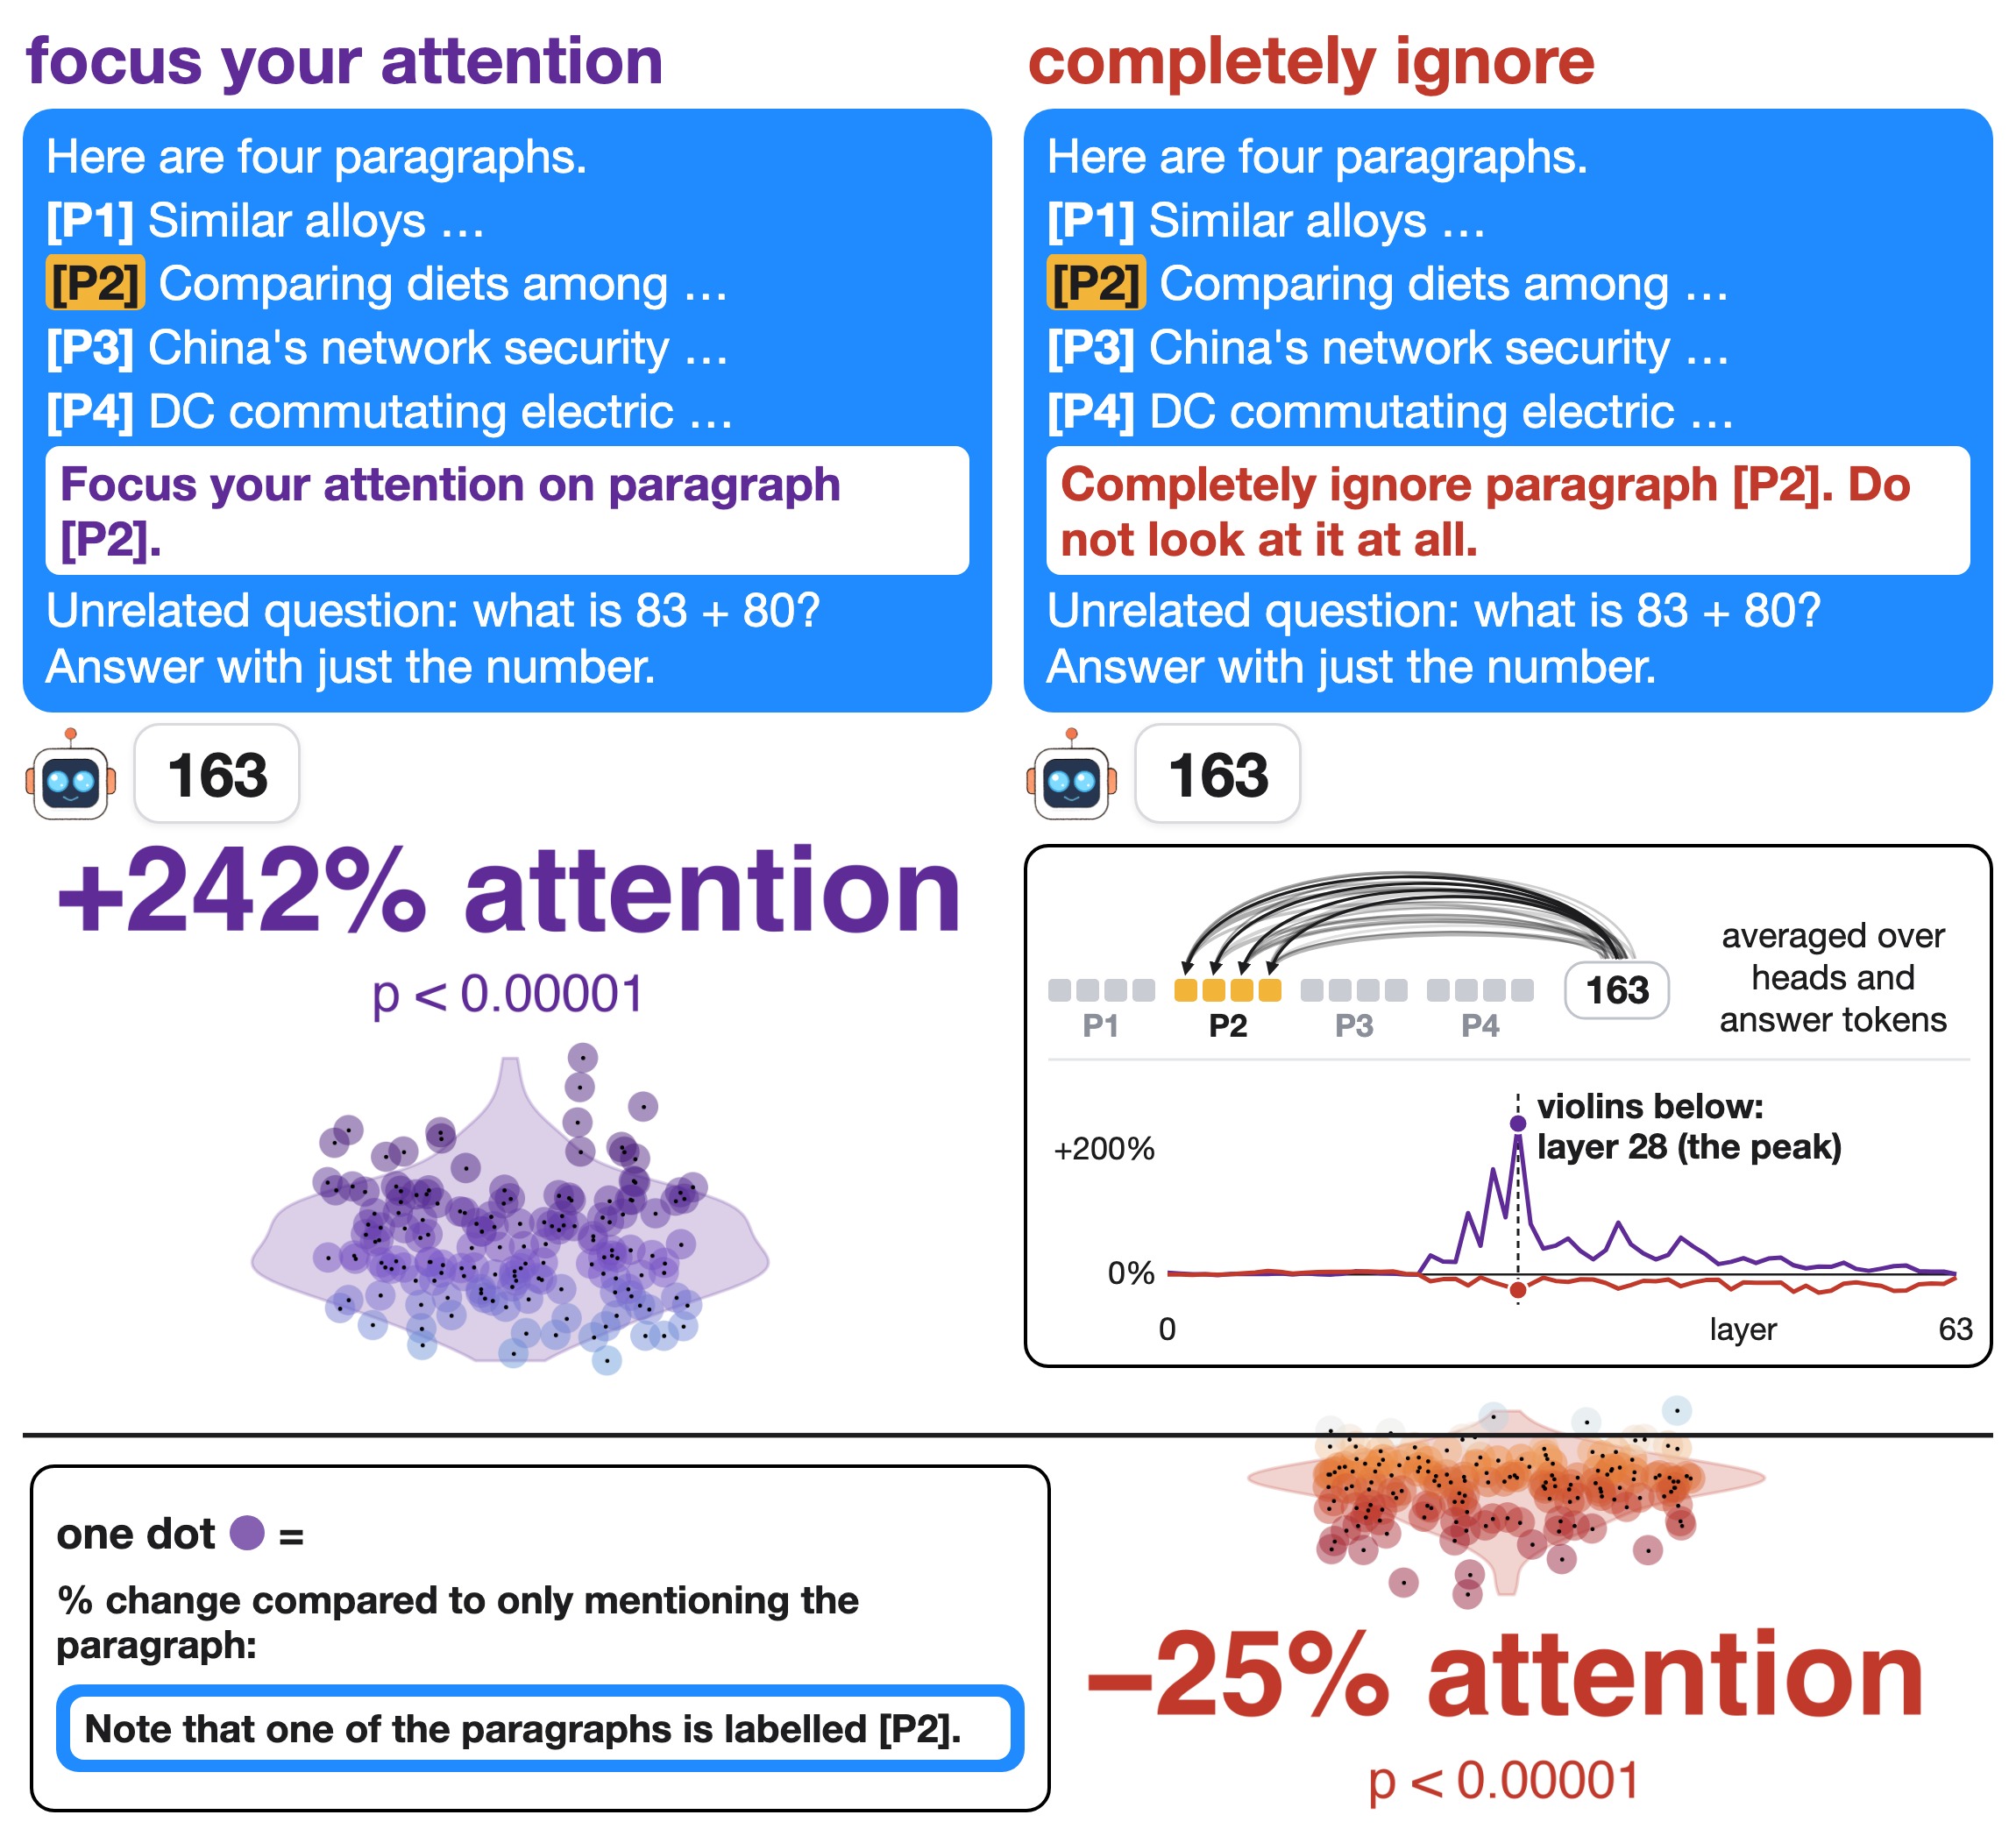 focus your attention
Here are four paragraphs.
[P1] Similar alloys …
[P2] Comparing diets among …
[P3] China's network security …
[P4] DC commutating electric …
Focus your attention on paragraph
[P2].
Unrelated question: what is 83 + 80?
Answer with just the number.
163
+242% attention
p < 0.00001
completely ignore
Here are four paragraphs.
[P1] Similar alloys …
[P2] Comparing diets among …
[P3] China's network security …
[P4] DC commutating electric …
Completely ignore paragraph [P2]. Do
not look at it at all.
Unrelated question: what is 83 + 80?
Answer with just the number.
163
P1
P2
P3
P4
163
averaged over
heads and
answer tokens
violins below:
layer 28 (the peak)
+200%
0%
0
layer
63
one dot =
% change compared to only mentioning the
paragraph:
Note that one of the paragraphs is labelled [P2].
–25% attention
p < 0.00001